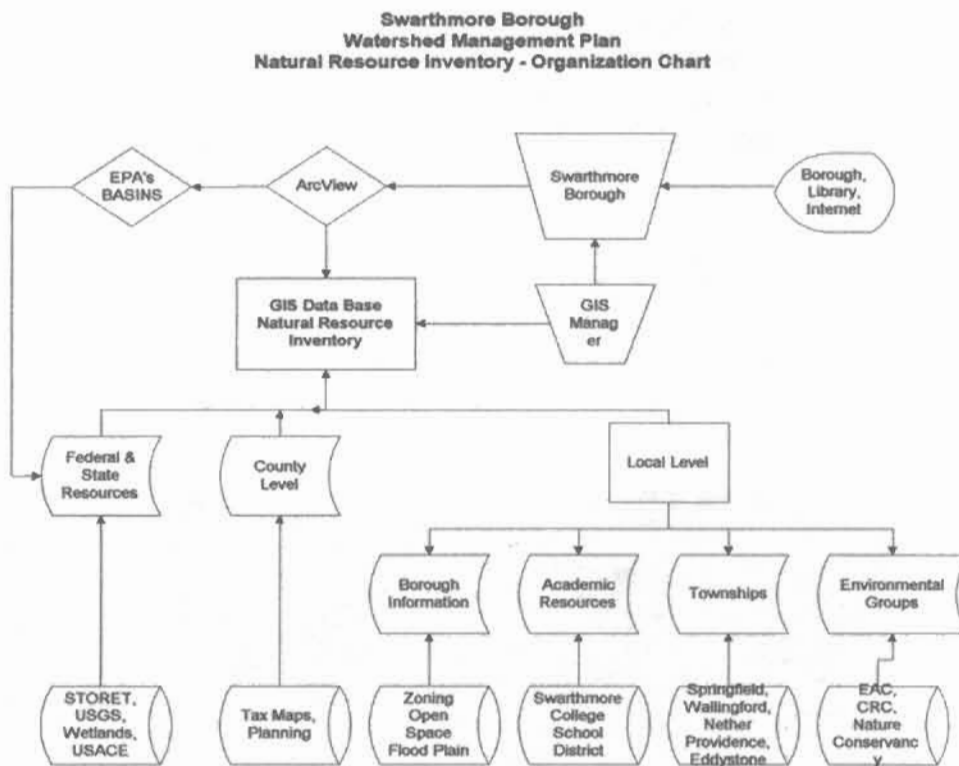 Swarthmore Borough
Watershed Management Plan
Natural Resource Inventory - Organization Chart
EPA's
BASINS
ArcView
Swarthmore
Borough
Borough,
Library,
Internet
GIS Data Base
Natural Resource
Inventory
GIS
Manag
er
Federal &
State
Resources
County
Level
Local Level
Borough
Information
Academic
Resources
Townships
Environmental
Groups
STORET,
USGS,
Wetlands,
USACE
Tax Maps,
Planning
Zoning
Open
Space
Flood Plain
Swarthmore
College
School
District
Springfield,
Wallingford,
Nether
Providence,
Eddystone
EAC,
CRC,
Nature
Conservanc
y